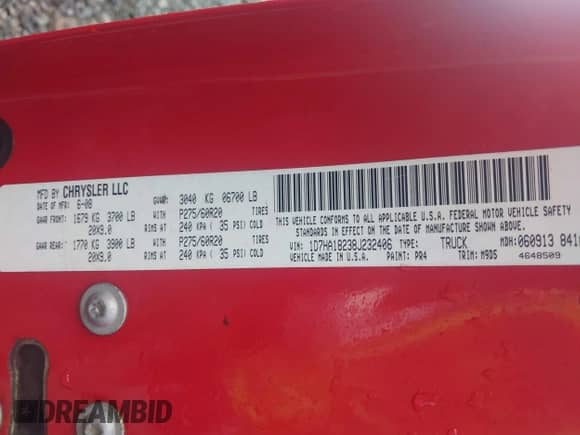 MFD BY CHRYSLER LLC
DATE OF MFR: 6-08
GVWR: 3040 KG 06700 LB
GAWR FRONT: 1679 KG 3700 LB
WITH P275/60R20 TIRES
20X9.0
RIMS AT 240 KPA ( 35 PSI) COLD
GAWR REAR: 1770 KG 3900 LB
WITH P275/60R20 TIRES
20X9.0
RIMS AT 240 KPA ( 35 PSI) COLD
THIS VEHICLE CONFORMS TO ALL APPLICABLE U.S.A. FEDERAL MOTOR VEHICLE SAFETY
STANDARDS IN EFFECT ON THE DATE OF MANUFACTURE SHOWN ABOVE.
VIN: 1D7HA18238J232406 TYPE: TRUCK MDH: 060913 841
VEHICLE MADE IN U.S.A. PAINT: PR4 TRIM: M9D5
4648509
DREAMBID